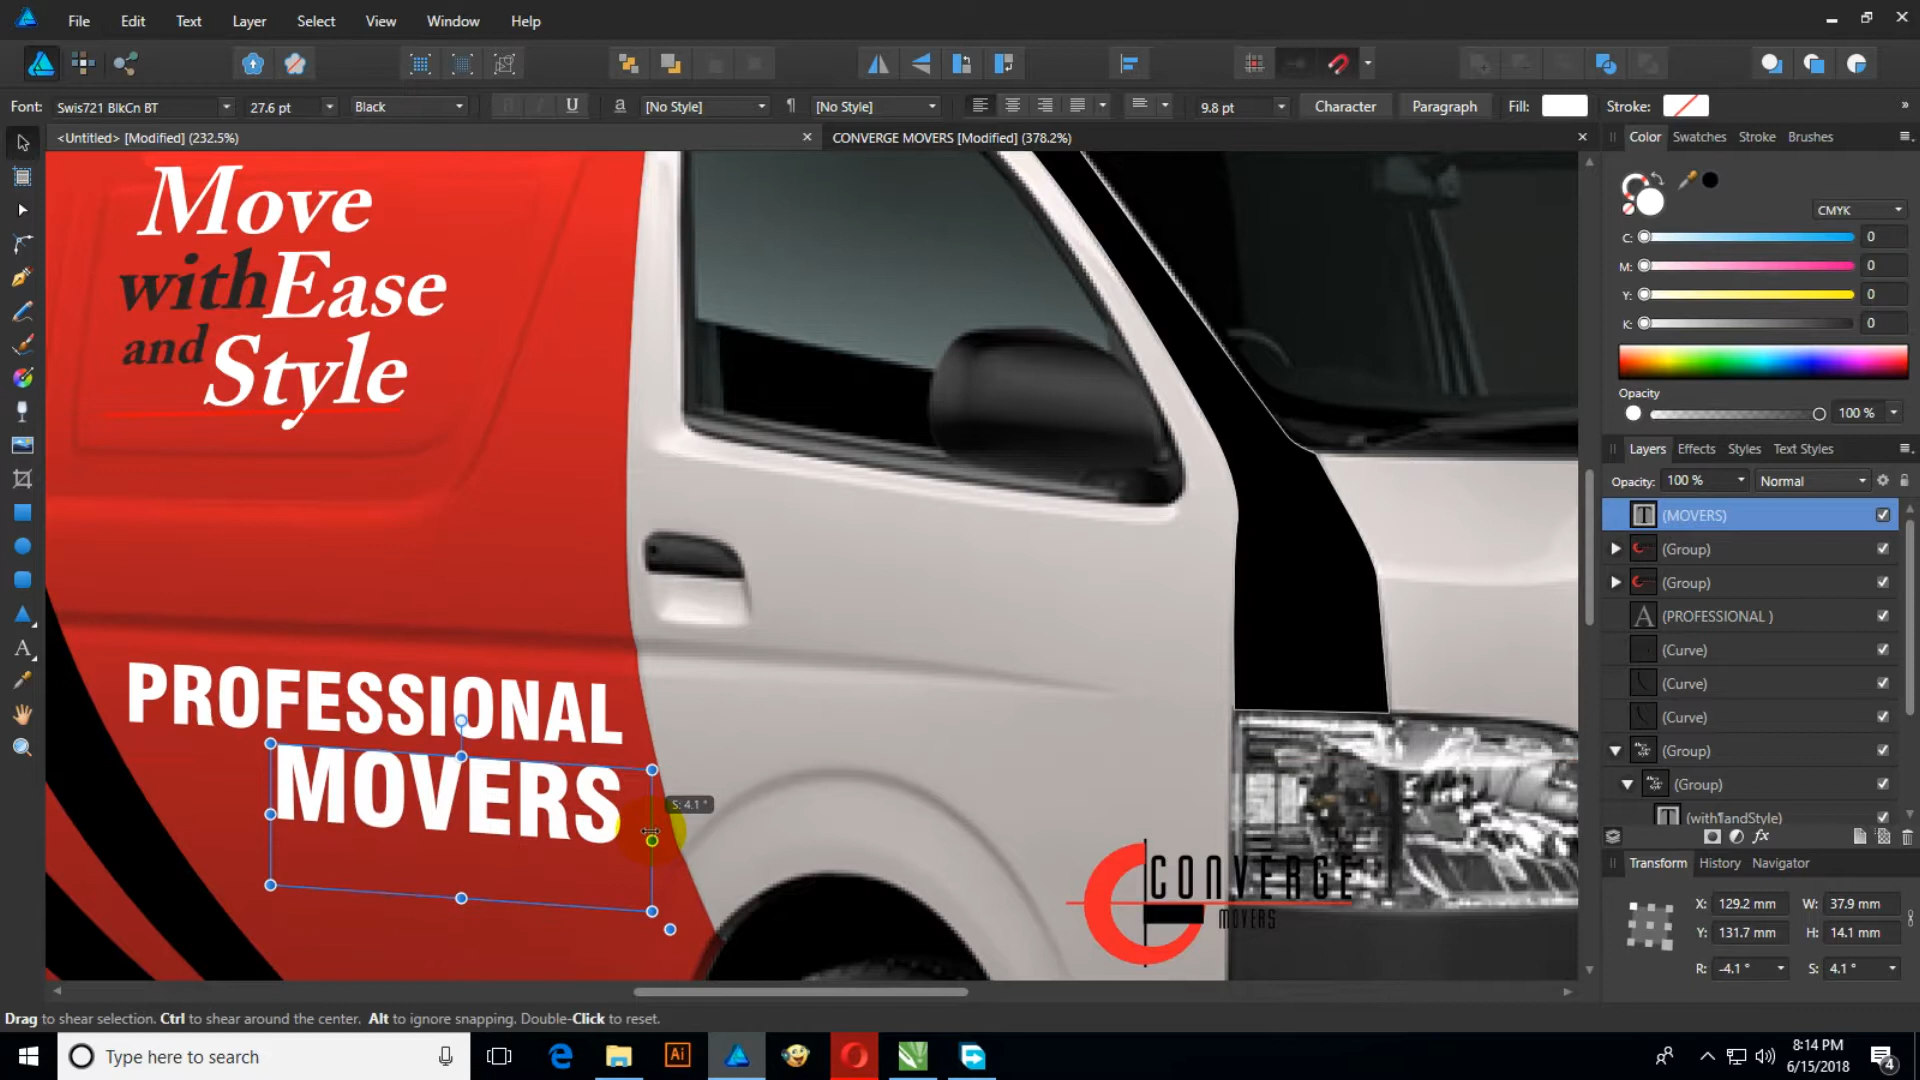 File Edit Text Layer Select View Window Help
Font: Swis721 BlkCn BT 27.6 pt Black U a [No Style] ¶ [No Style] 9.8 pt Character Paragraph Fill: Stroke: »
<Untitled> [Modified] (232.5%) × CONVERGE MOVERS [Modified] (378.2%) ×
Color Swatches Stroke Brushes
CMYK
C: 0
M: 0
Y: 0
K: 0
Opacity
100 %
Layers Effects Styles Text Styles
Opacity: 100 % Normal
(MOVERS)
(Group)
(Group)
A (PROFESSIONAL )
(Curve)
(Curve)
(Curve)
(Group)
(Group)
fx
Transform History Navigator
X: 129.2 mm W: 37.9 mm
Y: 131.7 mm H: 14.1 mm
R: -4.1 ° S: 4.1 °
Move
with Ease
and Style
PROFESSIONAL
MOVERS
S: 4.1 °
CONVERGE
MOVERS
Drag to shear selection. Ctrl to shear around the center. Alt to ignore snapping. Double-Click to reset.
Type here to search
Ai
8:14 PM
6/15/2018
4